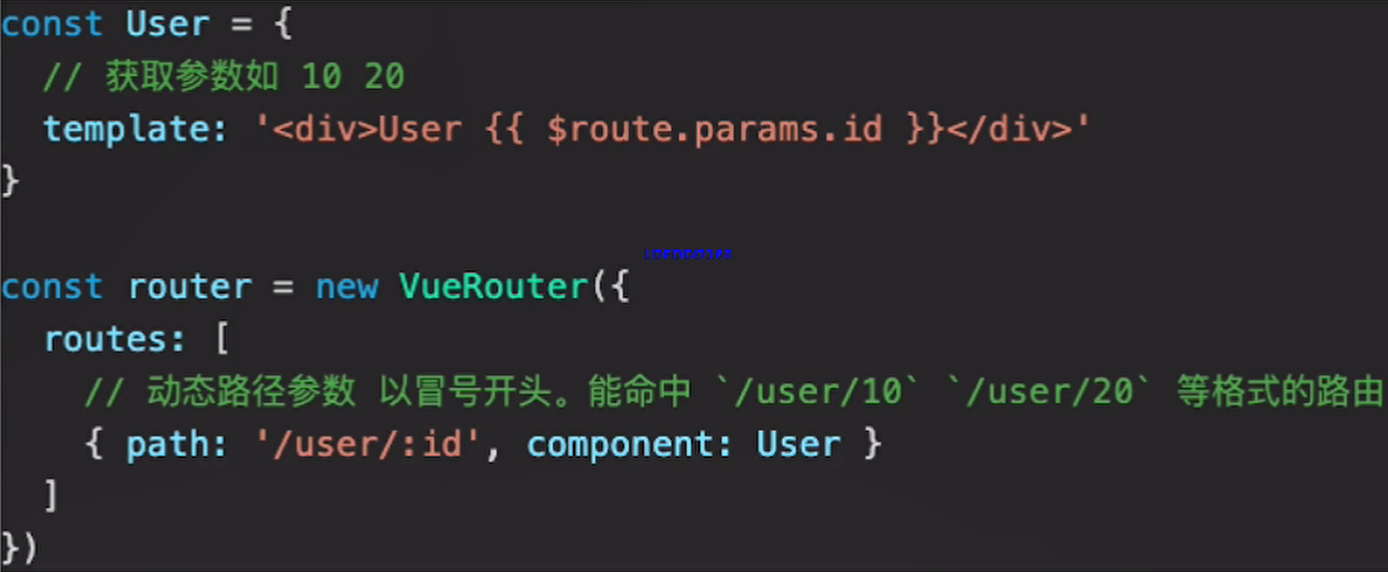 const User = {
// 获取参数如 10 20
template: '<div>User {{ $route.params.id }}</div>'
}
const router = new VueRouter({
routes: [
// 动态路径参数 以冒号开头。能命中 `/user/10` `/user/20` 等格式的路由
{ path: '/user/:id', component: User }
]
})